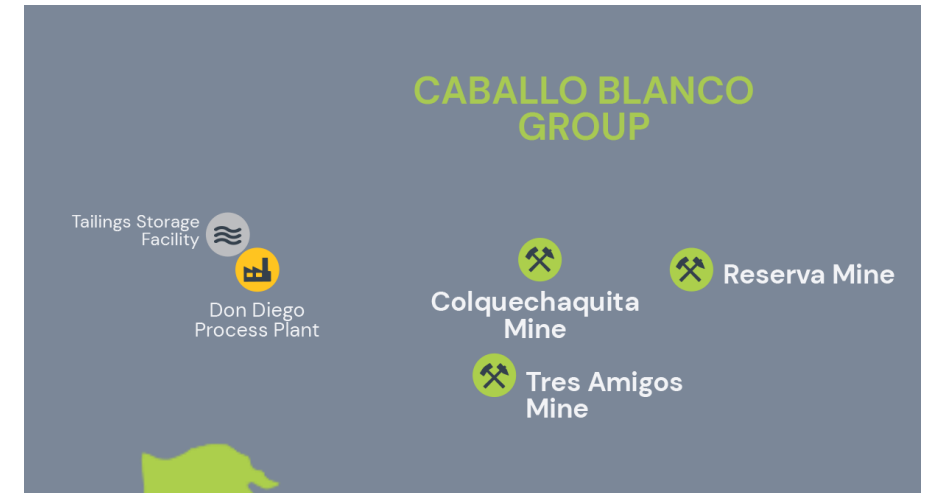 CABALLO BLANCO
GROUP
Tailings Storage
Facility
Don Diego
Process Plant
Colquechaquita
Mine
Reserva Mine
Tres Amigos
Mine